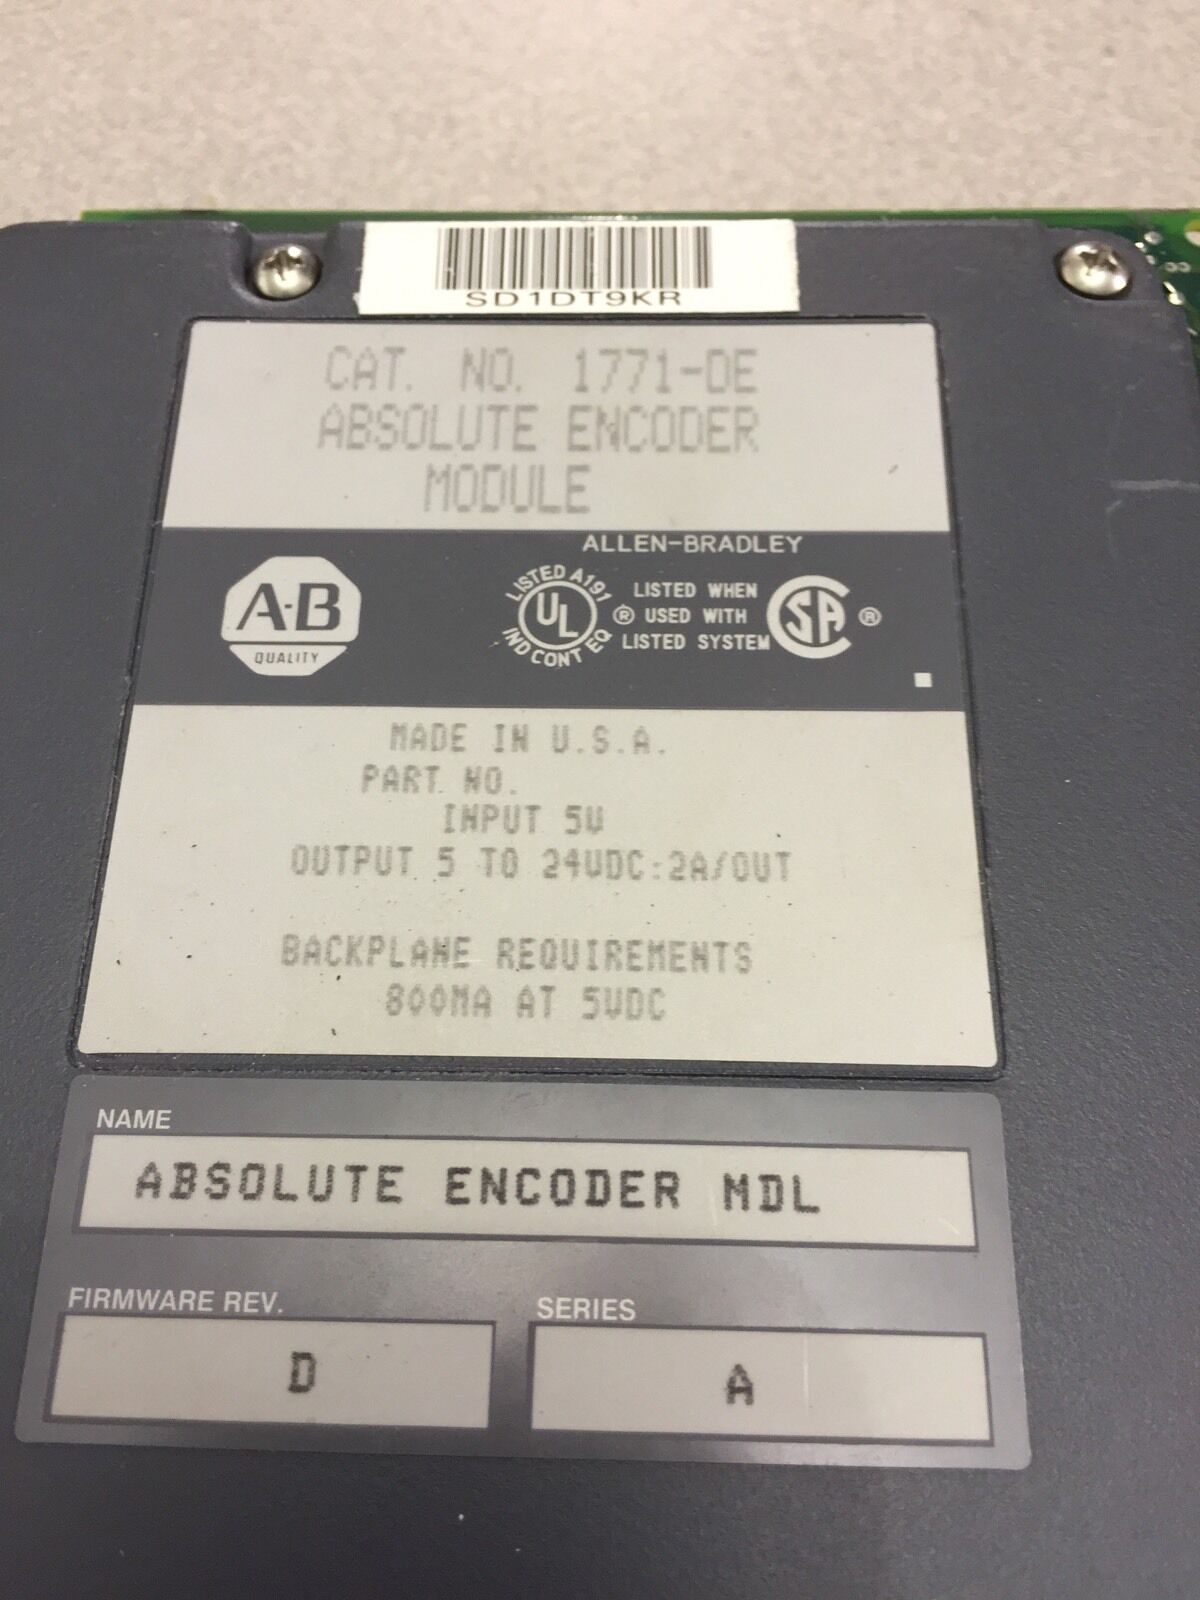 SD1DT9KR
CAT. NO. 1771-DE
ABSOLUTE ENCODER
MODULE
ALLEN-BRADLEY
A-B
QUALITY
LISTED A191
UL
IND CONT EQ
®
LISTED WHEN
USED WITH
LISTED SYSTEM
SA
®
MADE IN U.S.A.
PART NO.
INPUT 5V
OUTPUT 5 TO 24VDC:2A/OUT
BACKPLANE REQUIREMENTS
800MA AT 5VDC
NAME
ABSOLUTE ENCODER MDL
FIRMWARE REV.
D
SERIES
A